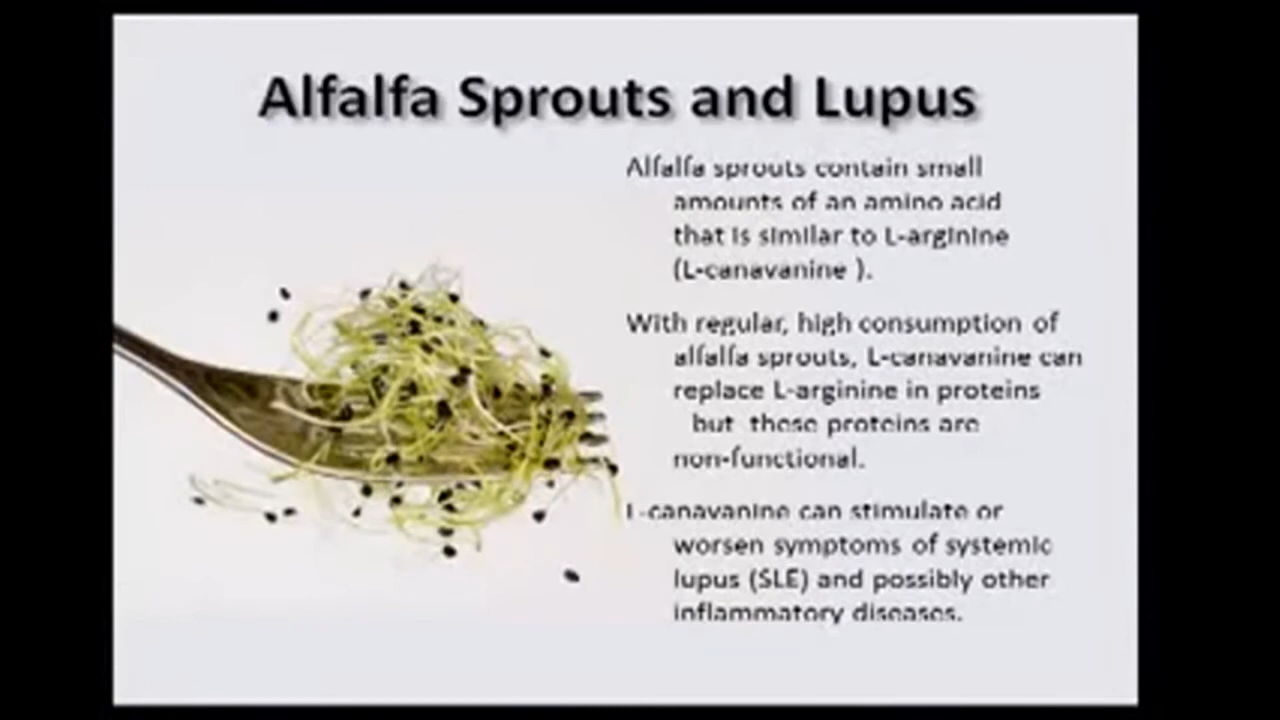 Alfalfa Sprouts and Lupus
Alfalfa sprouts contain small
amounts of an amino acid
that is similar to L-arginine
(L-canavanine ).
With regular, high consumption of
alfalfa sprouts, L-canavanine can
replace L-arginine in proteins
but these proteins are
non-functional.
L-canavanine can stimulate or
worsen symptoms of systemic
lupus (SLE) and possibly other
inflammatory diseases.